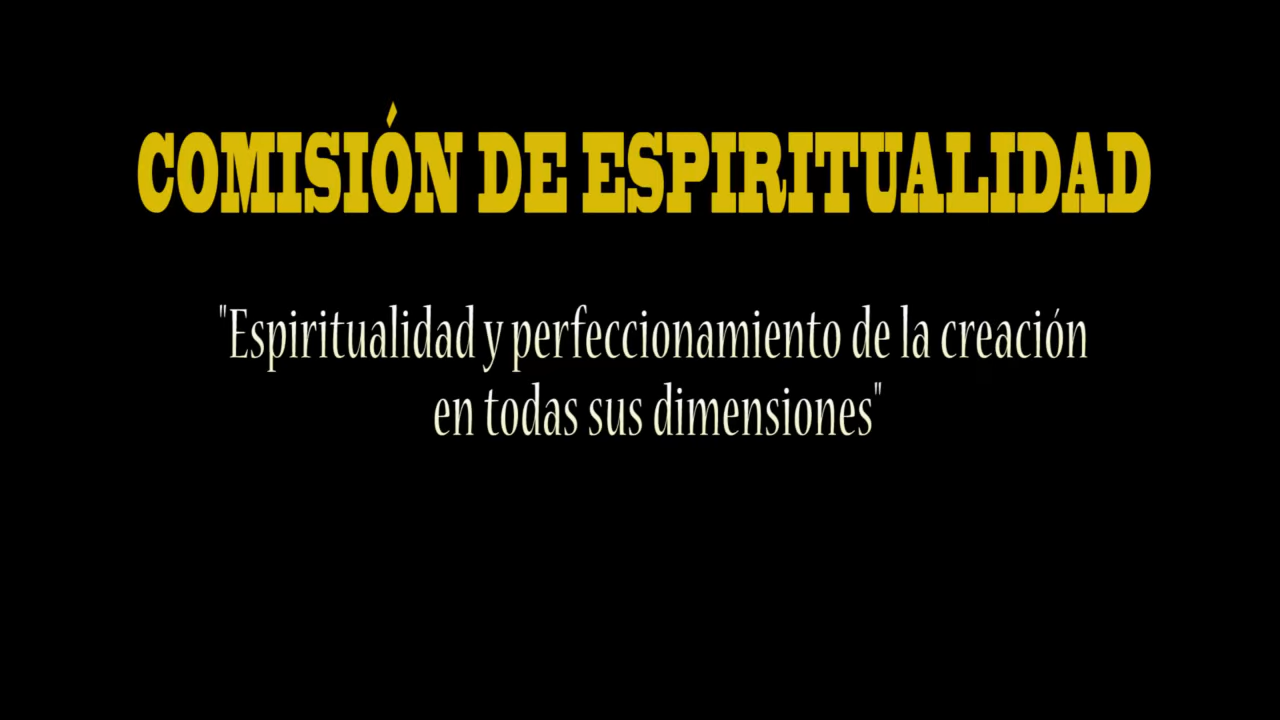 COMISIÓN DE ESPIRITUALIDAD
"Espiritualidad y perfeccionamiento de la creación
en todas sus dimensiones"